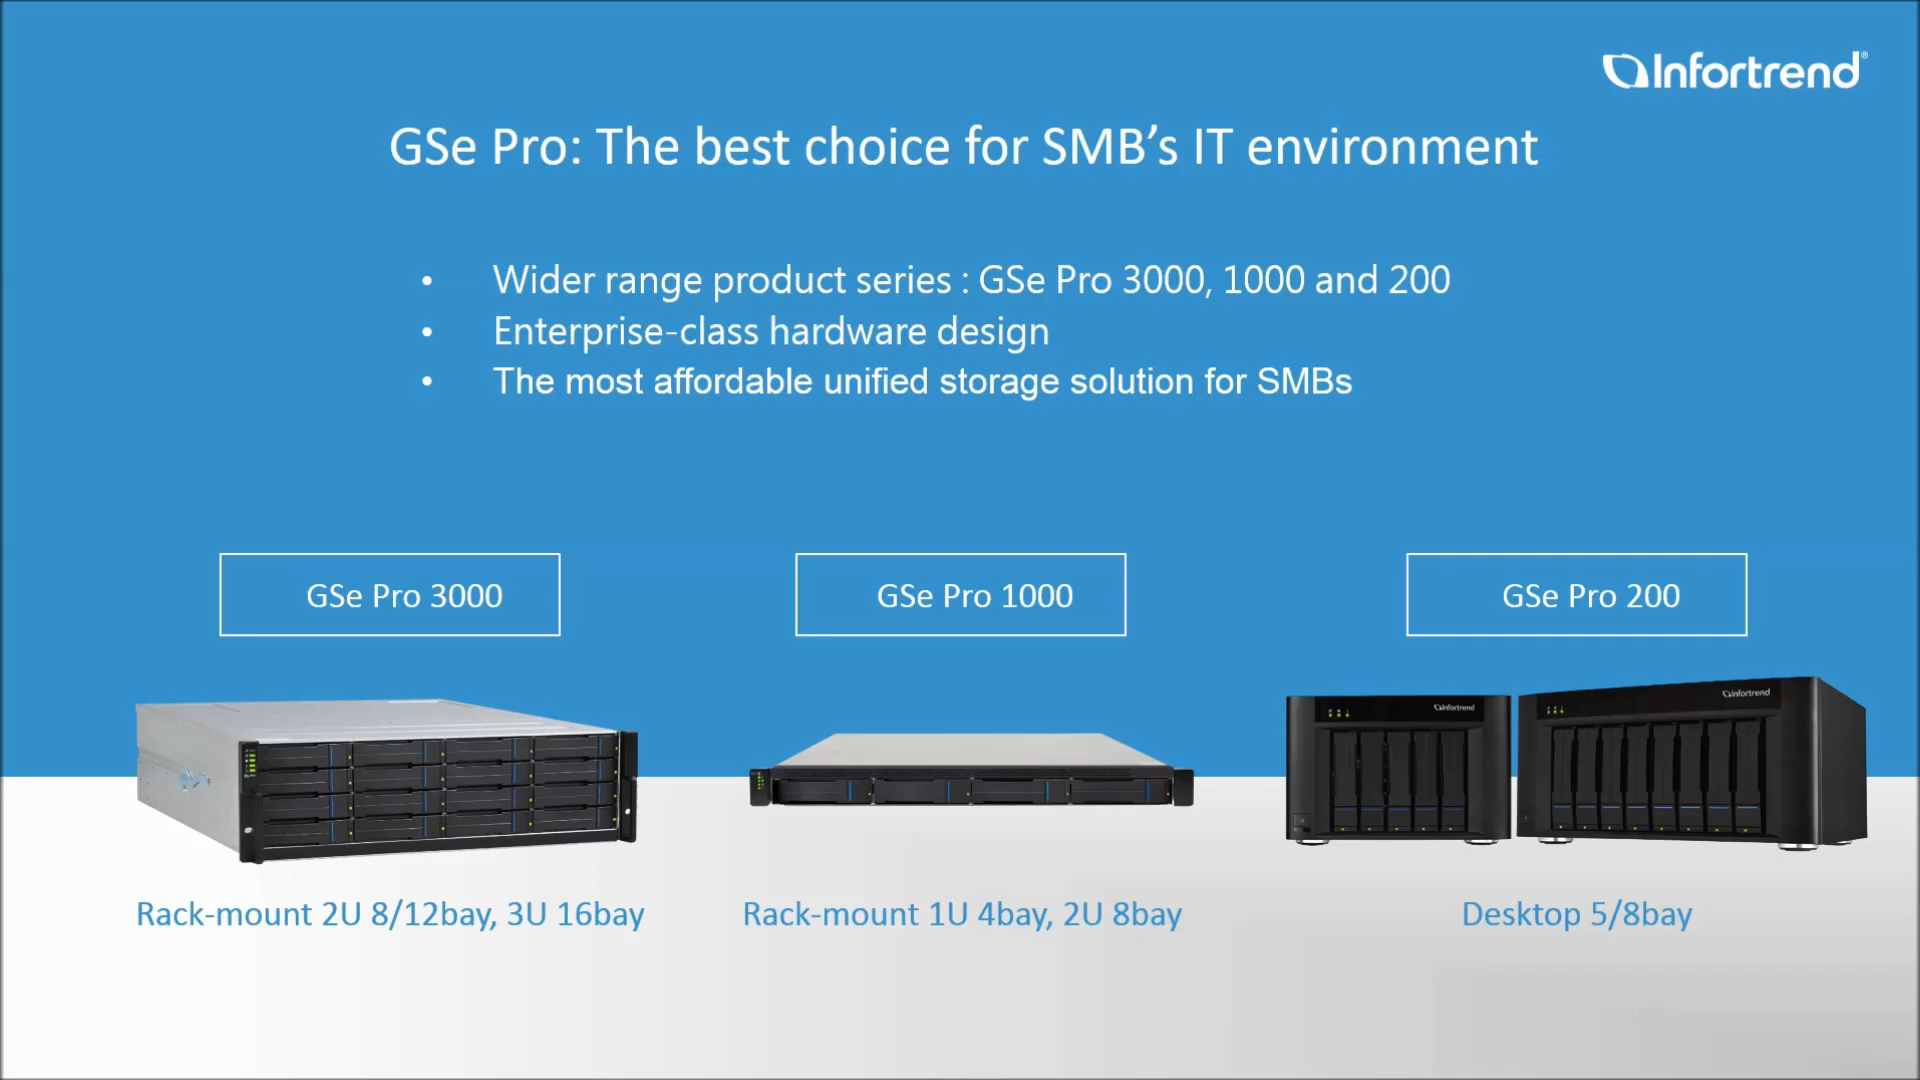 Infortrend®
GSe Pro: The best choice for SMB’s IT environment
• Wider range product series : GSe Pro 3000, 1000 and 200
• Enterprise-class hardware design
• The most affordable unified storage solution for SMBs
GSe Pro 3000
GSe Pro 1000
GSe Pro 200
Infortrend
Infortrend
Rack-mount 2U 8/12bay, 3U 16bay
Rack-mount 1U 4bay, 2U 8bay
Desktop 5/8bay